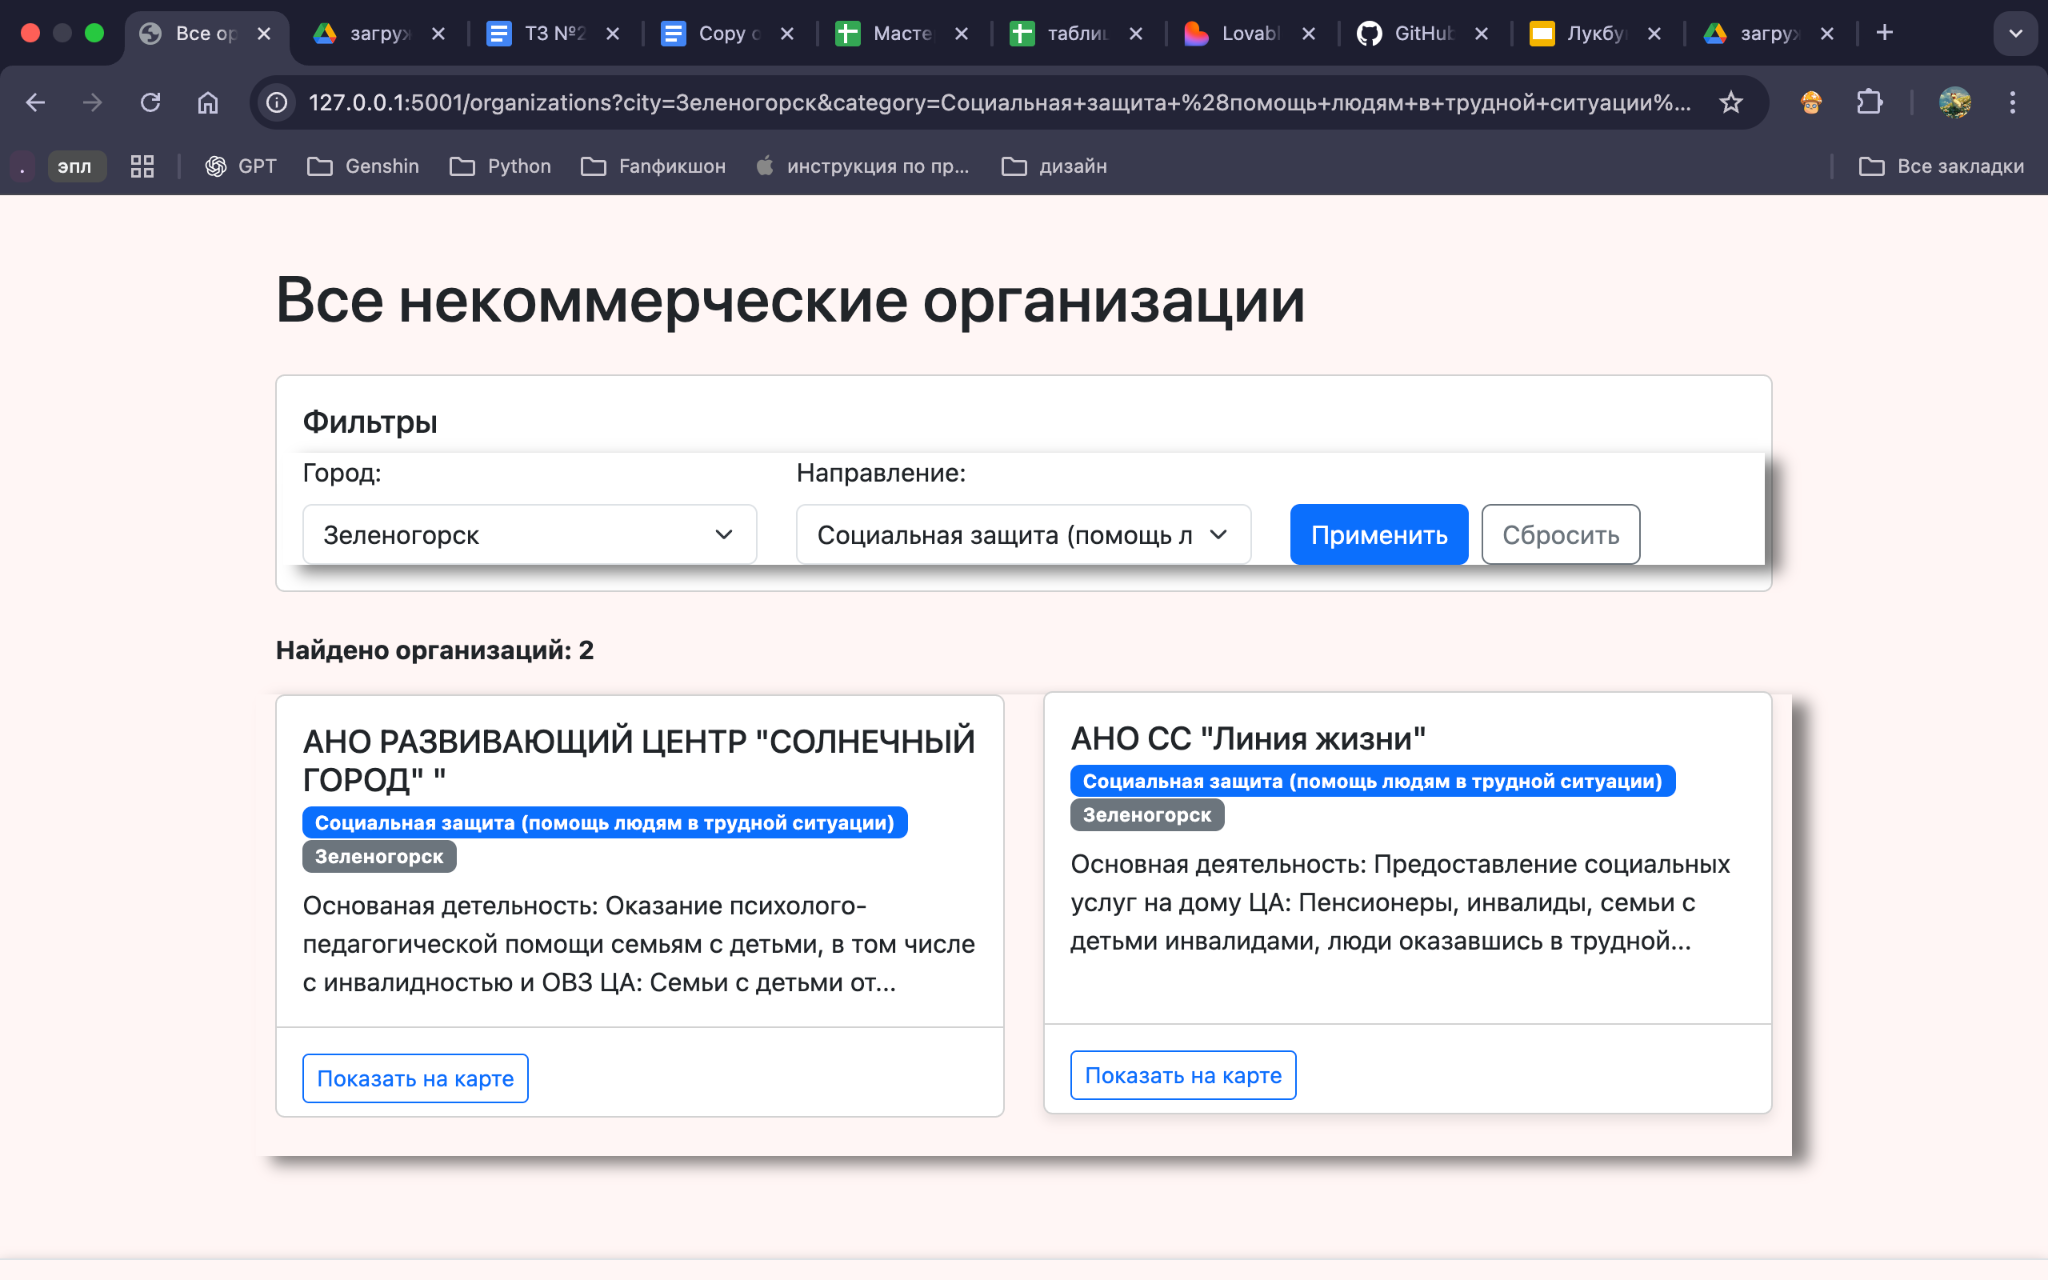 Все ор
загруж
ТЗ №2
Copy o
Масте
таблиц
Lovabl
GitHub
Лукбу
загруж
127.0.0.1:5001/organizations?city=Зеленогорск&category=Социальная+защита+%28помощь+людям+в+трудной+ситуации%...
. эпл GPT Genshin Python Fanфикшон инструкция по пр... дизайн Все закладки
Все некоммерческие организации
Фильтры
Город: Направление:
Зеленогорск Социальная защита (помощь л Применить Сбросить
Найдено организаций: 2
АНО РАЗВИВАЮЩИЙ ЦЕНТР "СОЛНЕЧНЫЙ
ГОРОД" "
Социальная защита (помощь людям в трудной ситуации)
Зеленогорск
Основаная детельность: Оказание психолого-
педагогической помощи семьям с детьми, в том числе
с инвалидностью и ОВЗ ЦА: Семьи с детьми от...
Показать на карте
АНО СС "Линия жизни"
Социальная защита (помощь людям в трудной ситуации)
Зеленогорск
Основная деятельность: Предоставление социальных
услуг на дому ЦА: Пенсионеры, инвалиды, семьи с
детьми инвалидами, люди оказавшись в трудной...
Показать на карте